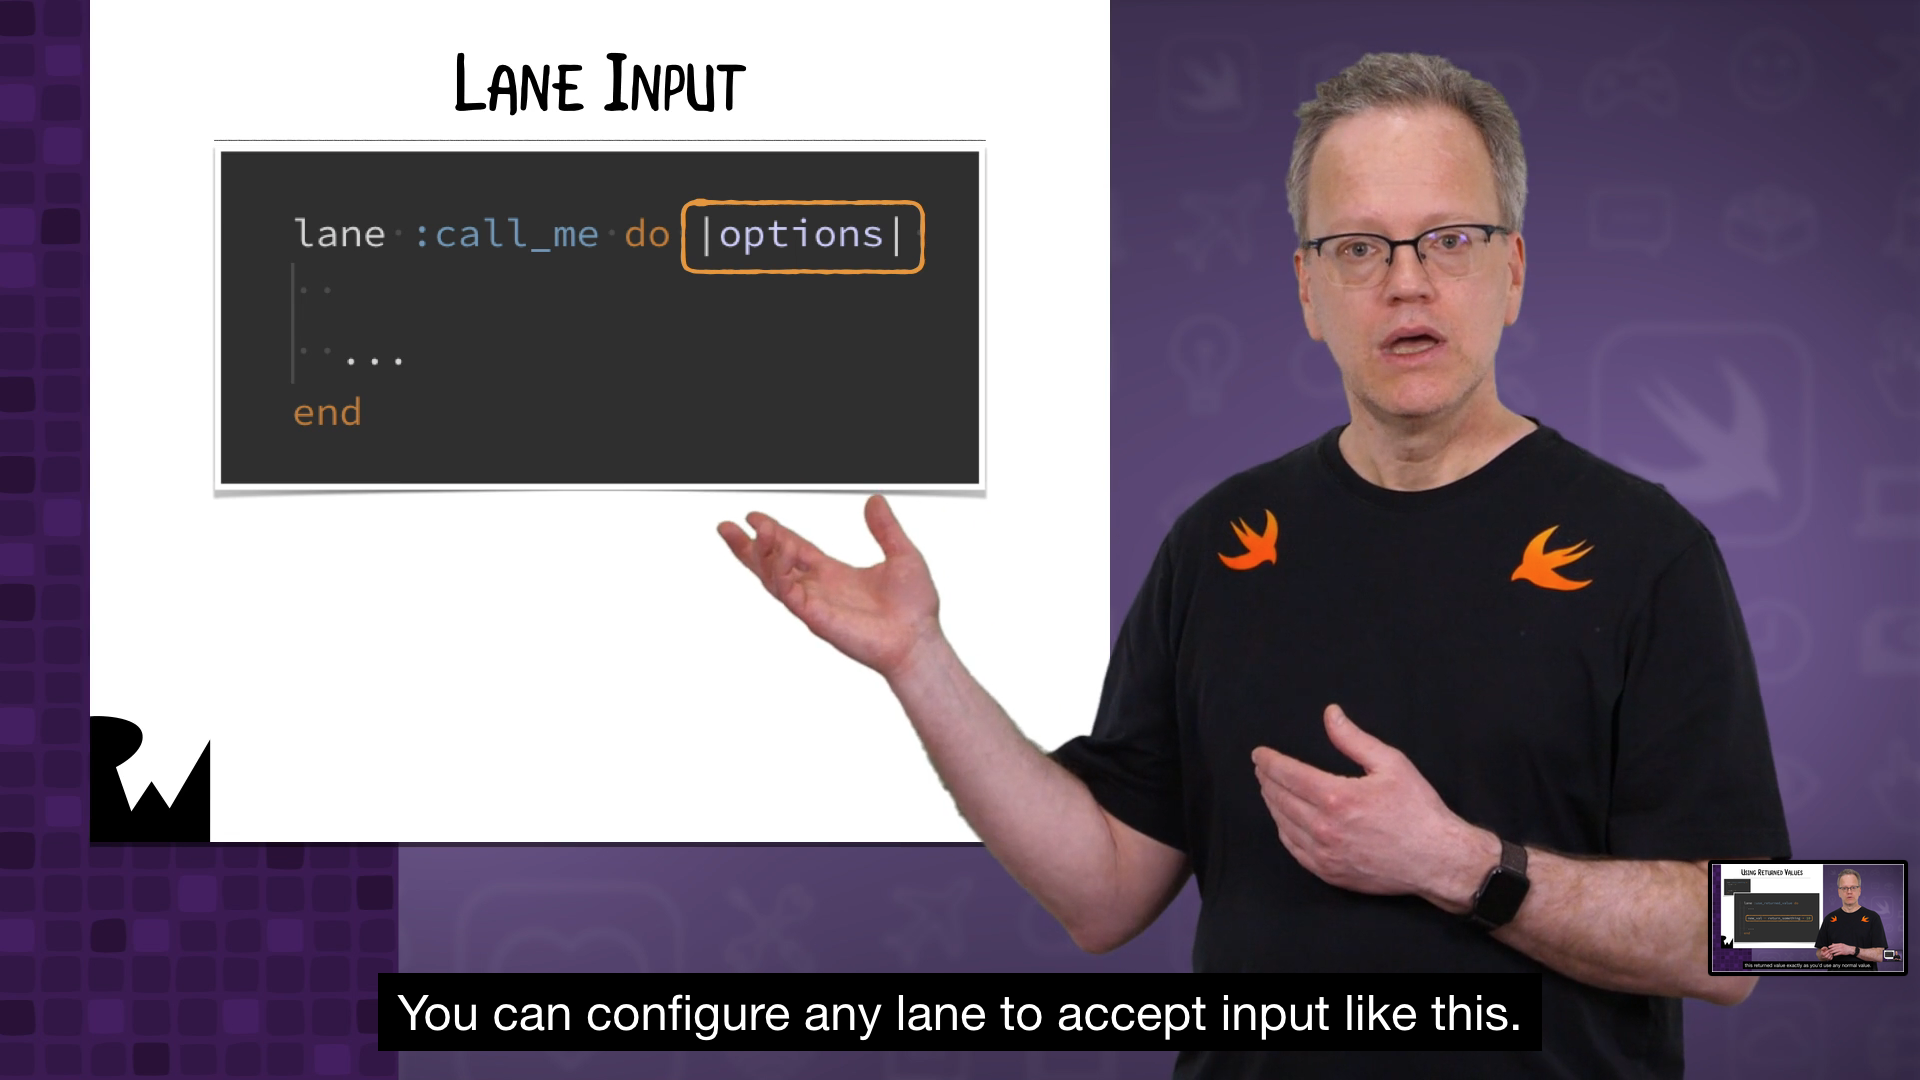 LANE INPUT
lane :call_me do |options|
...
end
RW
You can configure any lane to accept input like this.
USING RETURNED VALUES
this returned value exactly as you'd use any normal value.